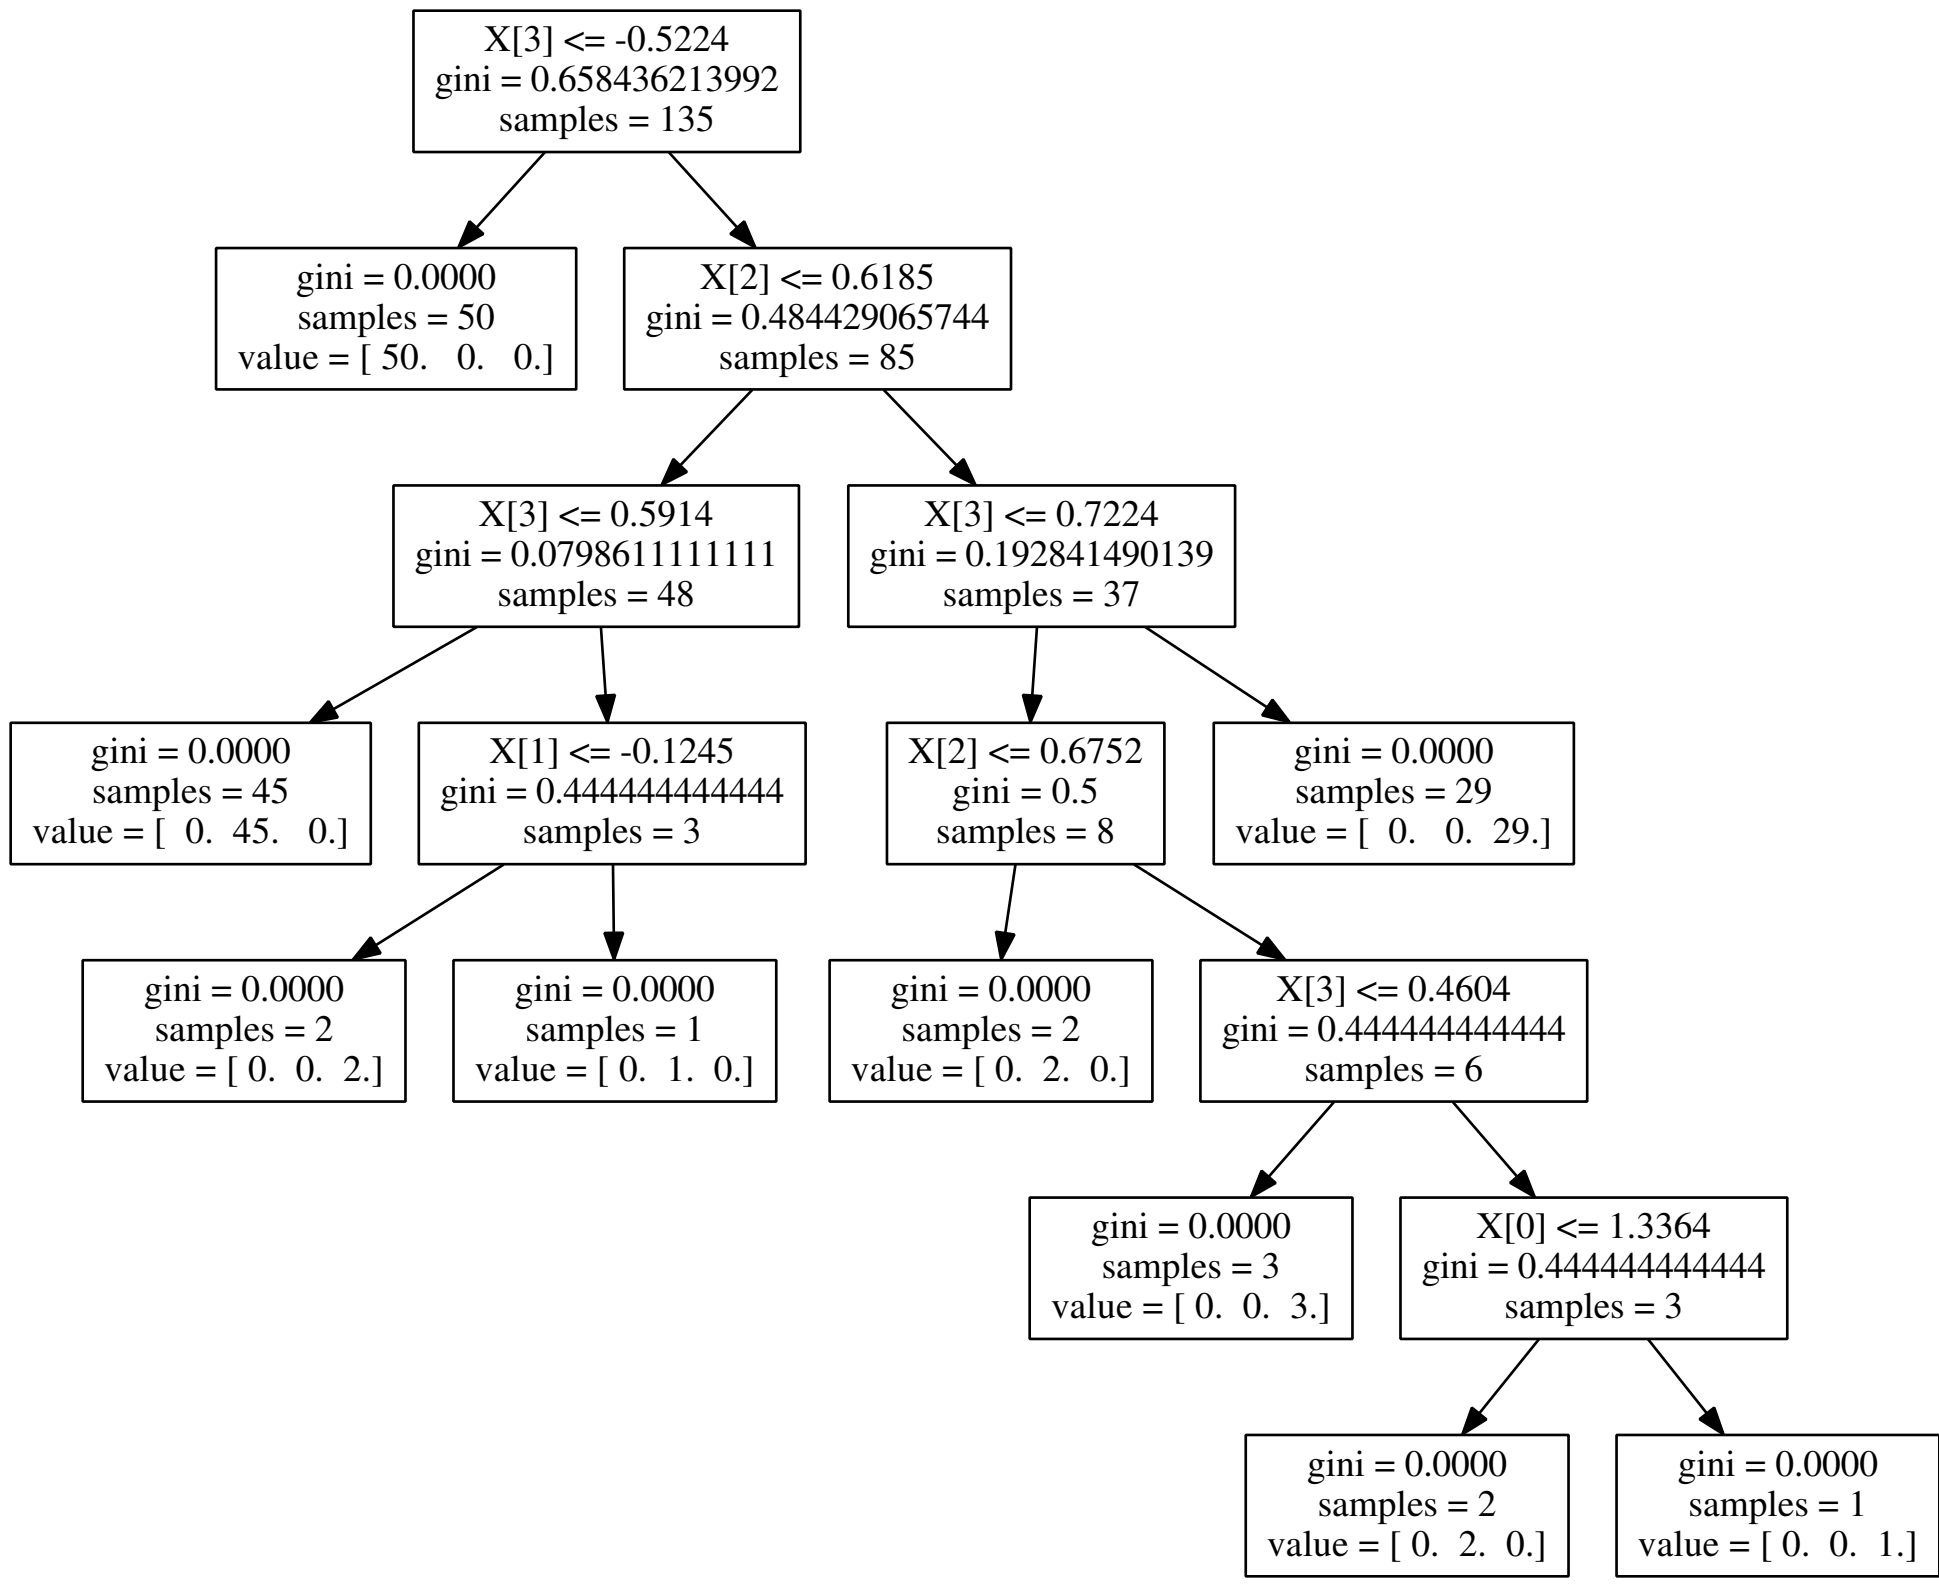 X[3] <= -0.5224
gini = 0.658436213992
samples = 135
gini = 0.0000
samples = 50
value = [ 50.   0.   0.]
X[2] <= 0.6185
gini = 0.484429065744
samples = 85
X[3] <= 0.5914
gini = 0.0798611111111
samples = 48
X[3] <= 0.7224
gini = 0.192841490139
samples = 37
gini = 0.0000
samples = 45
value = [  0.  45.   0.]
X[1] <= -0.1245
gini = 0.444444444444
samples = 3
X[2] <= 0.6752
gini = 0.5
samples = 8
gini = 0.0000
samples = 29
value = [  0.   0.  29.]
gini = 0.0000
samples = 2
value = [ 0.  0.  2.]
gini = 0.0000
samples = 1
value = [ 0.  1.  0.]
gini = 0.0000
samples = 2
value = [ 0.  2.  0.]
X[3] <= 0.4604
gini = 0.444444444444
samples = 6
gini = 0.0000
samples = 3
value = [ 0.  0.  3.]
X[0] <= 1.3364
gini = 0.444444444444
samples = 3
gini = 0.0000
samples = 2
value = [ 0.  2.  0.]
gini = 0.0000
samples = 1
value = [ 0.  0.  1.]